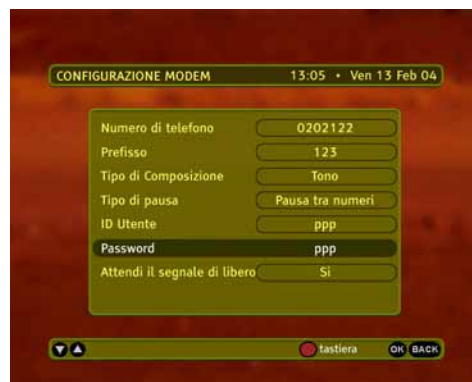 CONFIGURAZIONE MODEM 13:05 • Ven 13 Feb 04
Numero di telefono 0202122
Prefisso 123
Tipo di Composizione Tono
Tipo di pausa Pausa tra numeri
ID Utente ppp
Password ppp
Attendi il segnale di libero Si
tastiera OK BACK